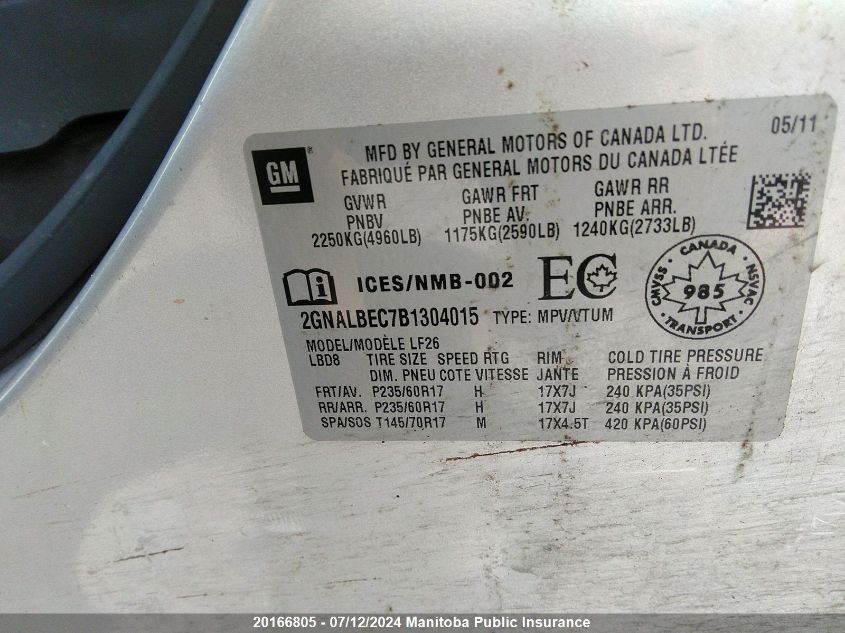 GM ®
MFD BY GENERAL MOTORS OF CANADA LTD. 05/11
FABRIQUÉ PAR GENERAL MOTORS DU CANADA LTÉE
GVWR GAWR FRT GAWR RR
PNBV PNBE AV. PNBE ARR.
2250KG(4960LB) 1175KG(2590LB) 1240KG(2733LB)
ICES/NMB-002 EC
CANADA
CMVSS 985 NSVAC
TRANSPORT
2GNALBEC7B1304015 TYPE: MPV/VTUM
MODEL/MODÈLE LF26
LBD8 TIRE SIZE SPEED RTG RIM COLD TIRE PRESSURE
DIM. PNEU COTE VITESSE JANTE PRESSION À FROID
FRT/AV. P235/60R17 H 17X7J 240 KPA(35PSI)
RR/ARR. P235/60R17 H 17X7J 240 KPA(35PSI)
SPA/SOS T145/70R17 M 17X4.5T 420 KPA(60PSI)
20166805 - 07/12/2024 Manitoba Public Insurance